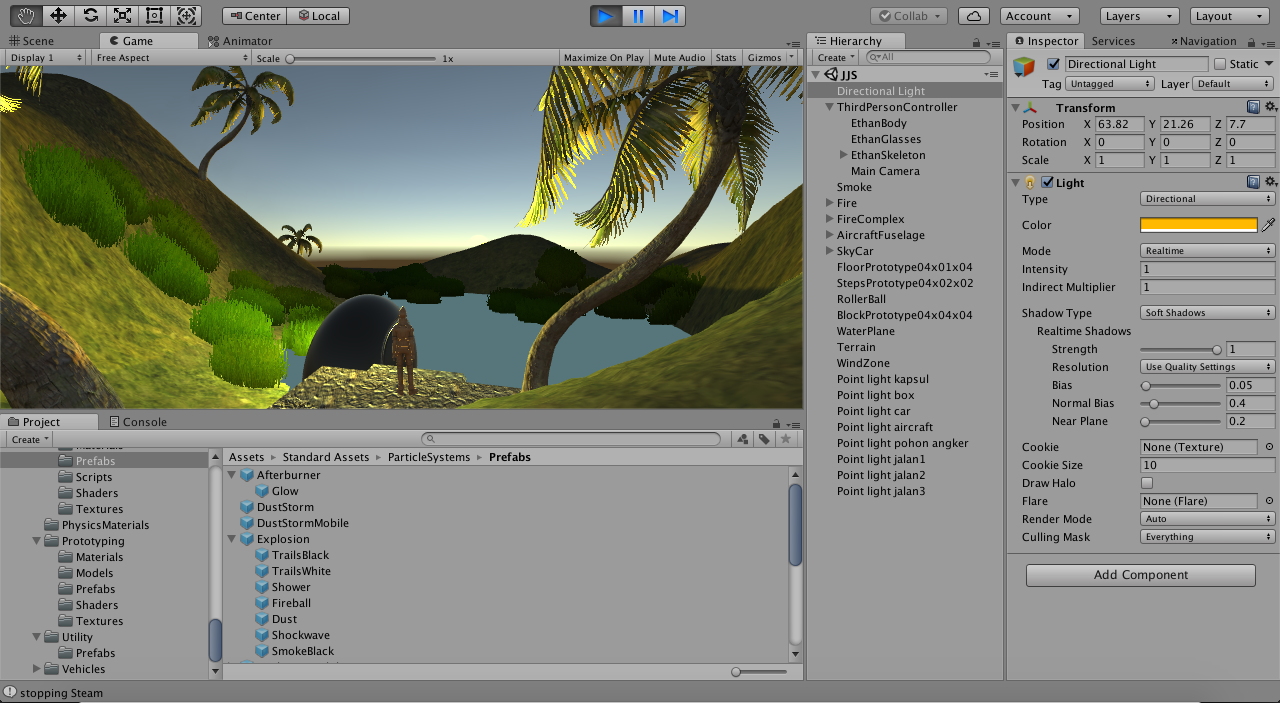 Center Local Collab Account Layers Layout
Scene Game Animator
Display 1 Free Aspect Scale 1x Maximize On Play Mute Audio Stats Gizmos
Hierarchy
Create All
JJS
Directional Light
ThirdPersonController
EthanBody
EthanGlasses
EthanSkeleton
Main Camera
Smoke
Fire
FireComplex
AircraftFuselage
SkyCar
FloorPrototype04x01x04
StepsPrototype04x02x02
RollerBall
BlockPrototype04x04x04
WaterPlane
Terrain
WindZone
Point light kapsul
Point light box
Point light car
Point light aircraft
Point light pohon angker
Point light jalan1
Point light jalan2
Point light jalan3
Inspector Services Navigation
Directional Light Static
Tag Untagged Layer Default
Transform
Position X 63.82 Y 21.26 Z 7.7
Rotation X 0 Y 0 Z 0
Scale X 1 Y 1 Z 1
Light
Type Directional
Color
Mode Realtime
Intensity 1
Indirect Multiplier 1
Shadow Type Soft Shadows
Realtime Shadows
Strength 1
Resolution Use Quality Settings
Bias 0.05
Normal Bias 0.4
Near Plane 0.2
Cookie None (Texture)
Cookie Size 10
Draw Halo
Flare None (Flare)
Render Mode Auto
Culling Mask Everything
Add Component
Project Console
Create
Prefabs
Scripts
Shaders
Textures
PhysicsMaterials
Prototyping
Materials
Models
Prefabs
Shaders
Textures
Utility
Prefabs
Vehicles
Assets Standard Assets ParticleSystems Prefabs
Afterburner
Glow
DustStorm
DustStormMobile
Explosion
TrailsBlack
TrailsWhite
Shower
Fireball
Dust
Shockwave
SmokeBlack
stopping Steam